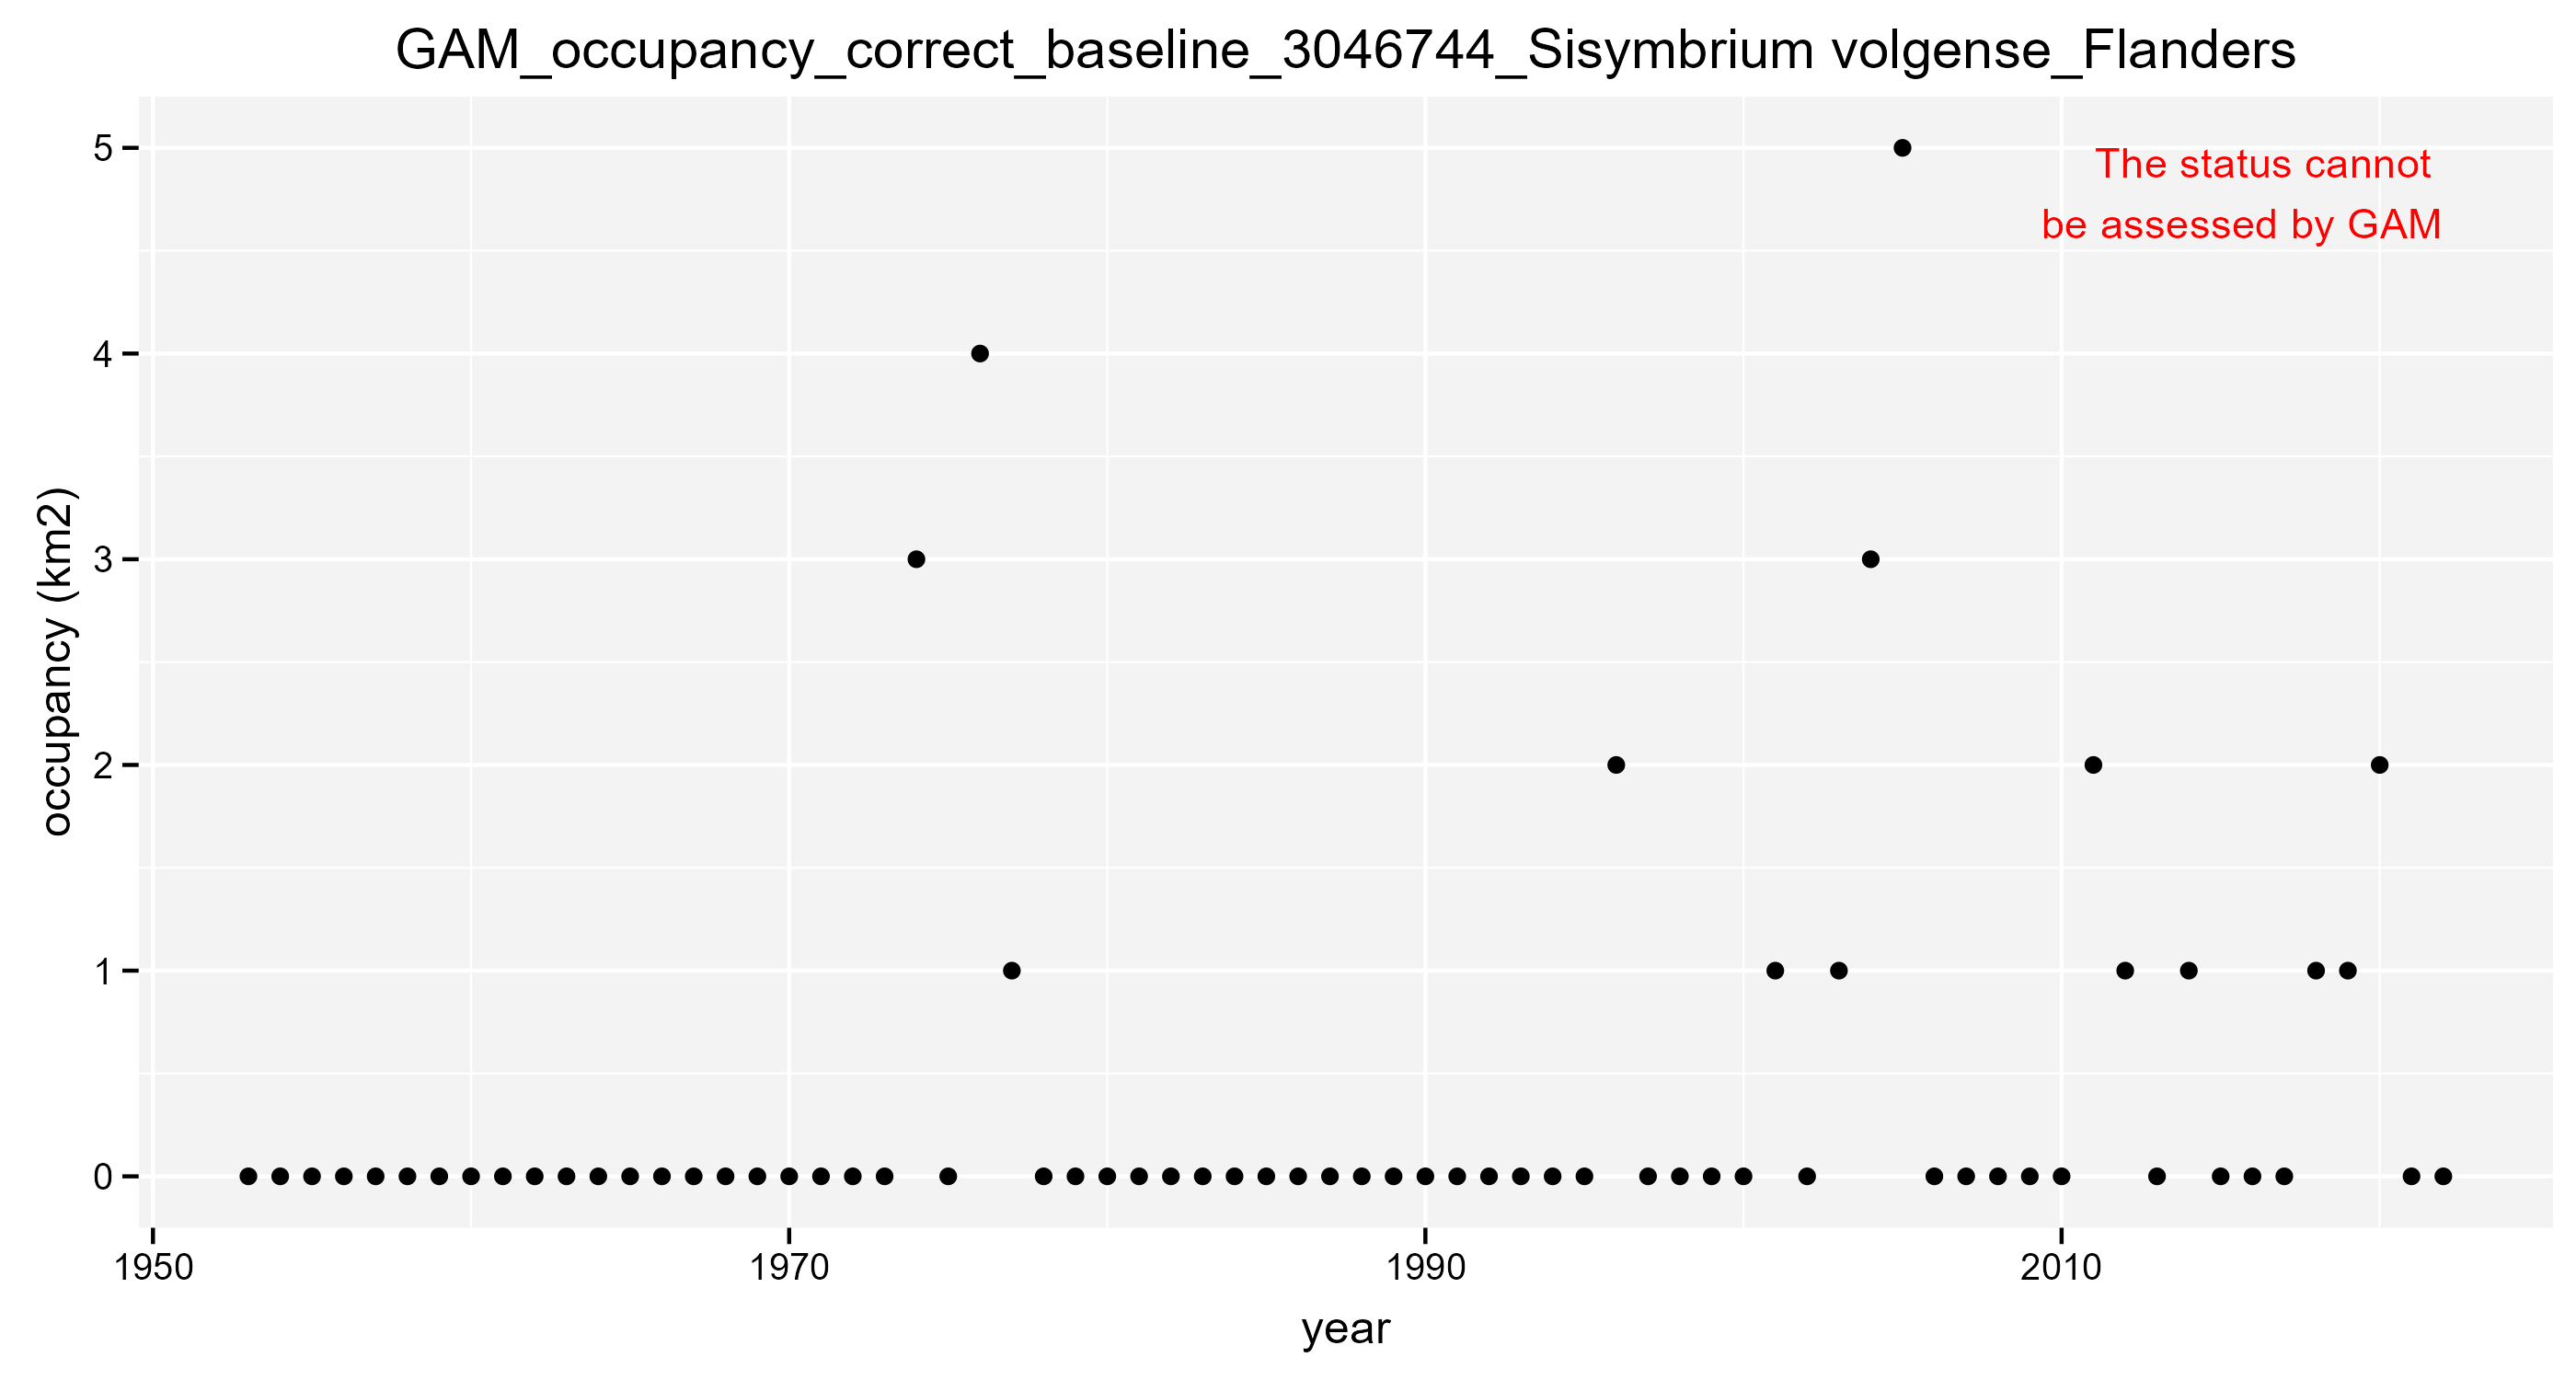 GAM_occupancy_correct_baseline_3046744_Sisymbrium volgense_Flanders
The status cannot
be assessed by GAM
5
4
3
2
1
0
occupancy (km2)
1950
1970
1990
2010
year